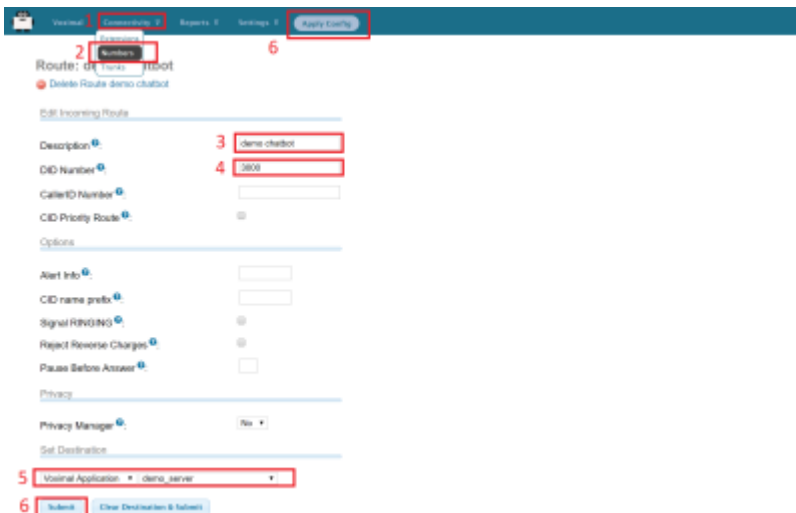 Voximal 1 Connectivity Reports Settings Apply Config
Extensions
2 Numbers 6
Trunks
Route: de tbot
Delete Route demo chatbot
Edit Incoming Route
Description : 3 demo chatbot
DID Number : 4
CallerID Number :
CID Priority Route :
Options
Alert Info :
CID name prefix :
Signal RINGING :
Reject Reverse Charges :
Pause Before Answer :
Privacy
Privacy Manager : No
Set Destination
5 Voximal Application demo_server
6 Submit Clear Destination & Submit